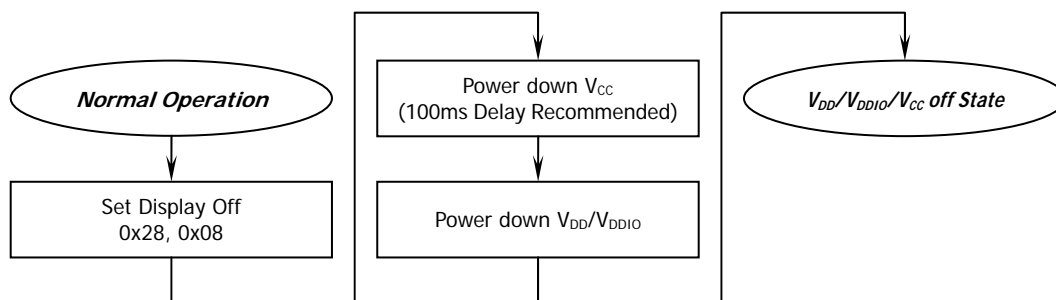 Normal Operation
Set Display Off
0x28, 0x08
Power down VCC
(100ms Delay Recommended)
Power down VDD/VDDIO
VDD/VDDIO/VCC off State